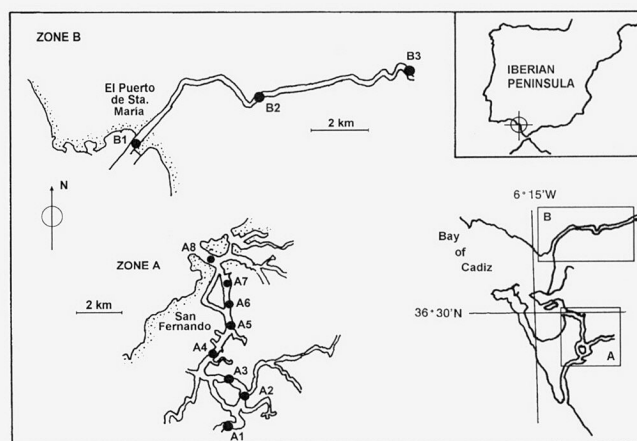 ZONE B
El Puerto
de Sta.
María
B1
B2
B3
2 km
IBERIAN
PENINSULA
N
ZONE A
2 km
San
Fernando
A8
A7
A6
A5
A4
A3
A2
A1
6° 15'W
B
Bay
of
Cadiz
36° 30'N
A